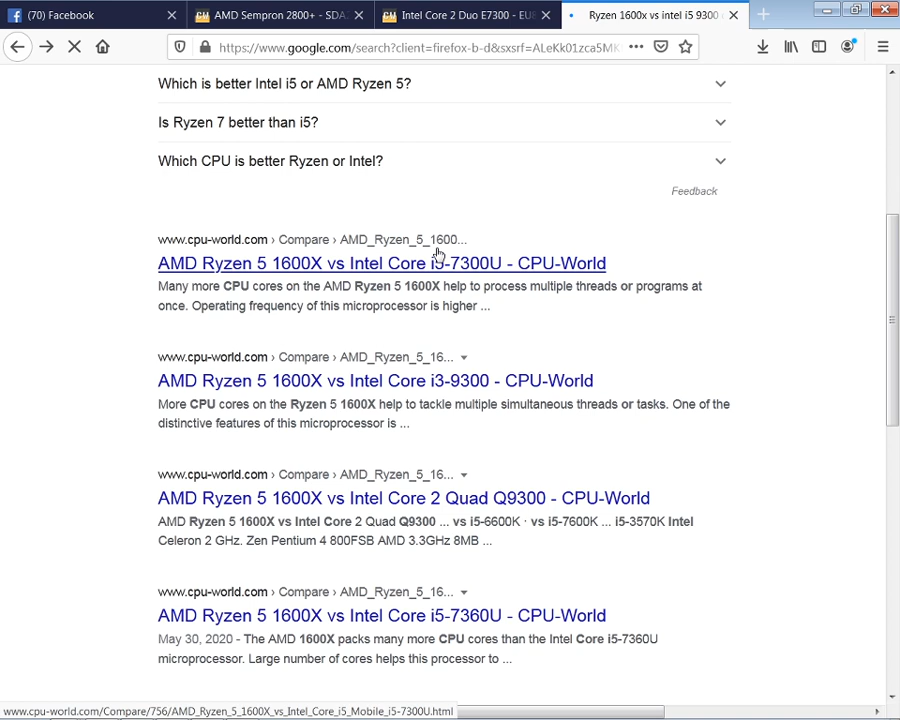 (70) Facebook
AMD Sempron 2800+ - SDA
Intel Core 2 Duo E7300 - EU
Ryzen 1600x vs intel i5 9300
https://www.google.com/search?client=firefox-b-d&sxsrf=ALeKk01zca5MK
Which is better Intel i5 or AMD Ryzen 5?
Is Ryzen 7 better than i5?
Which CPU is better Ryzen or Intel?
Feedback
www.cpu-world.com › Compare › AMD_Ryzen_5_1600...
AMD Ryzen 5 1600X vs Intel Core i5-7300U - CPU-World
Many more CPU cores on the AMD Ryzen 5 1600X help to process multiple threads or programs at
once. Operating frequency of this microprocessor is higher ...
www.cpu-world.com › Compare › AMD_Ryzen_5_16...
AMD Ryzen 5 1600X vs Intel Core i3-9300 - CPU-World
More CPU cores on the Ryzen 5 1600X help to tackle multiple simultaneous threads or tasks. One of the
distinctive features of this microprocessor is ...
www.cpu-world.com › Compare › AMD_Ryzen_5_16...
AMD Ryzen 5 1600X vs Intel Core 2 Quad Q9300 - CPU-World
AMD Ryzen 5 1600X vs Intel Core 2 Quad Q9300 ... vs i5-6600K · vs i5-7600K ... i5-3570K Intel
Celeron 2 GHz. Zen Pentium 4 800FSB AMD 3.3GHz 8MB ...
www.cpu-world.com › Compare › AMD_Ryzen_5_16...
AMD Ryzen 5 1600X vs Intel Core i5-7360U - CPU-World
May 30, 2020 - The AMD 1600X packs many more CPU cores than the Intel Core i5-7360U
microprocessor. Large number of cores helps this processor to ...
www.cpu-world.com/Compare/756/AMD_Ryzen_5_1600X_vs_Intel_Core_i5_Mobile_i5-7300U.html